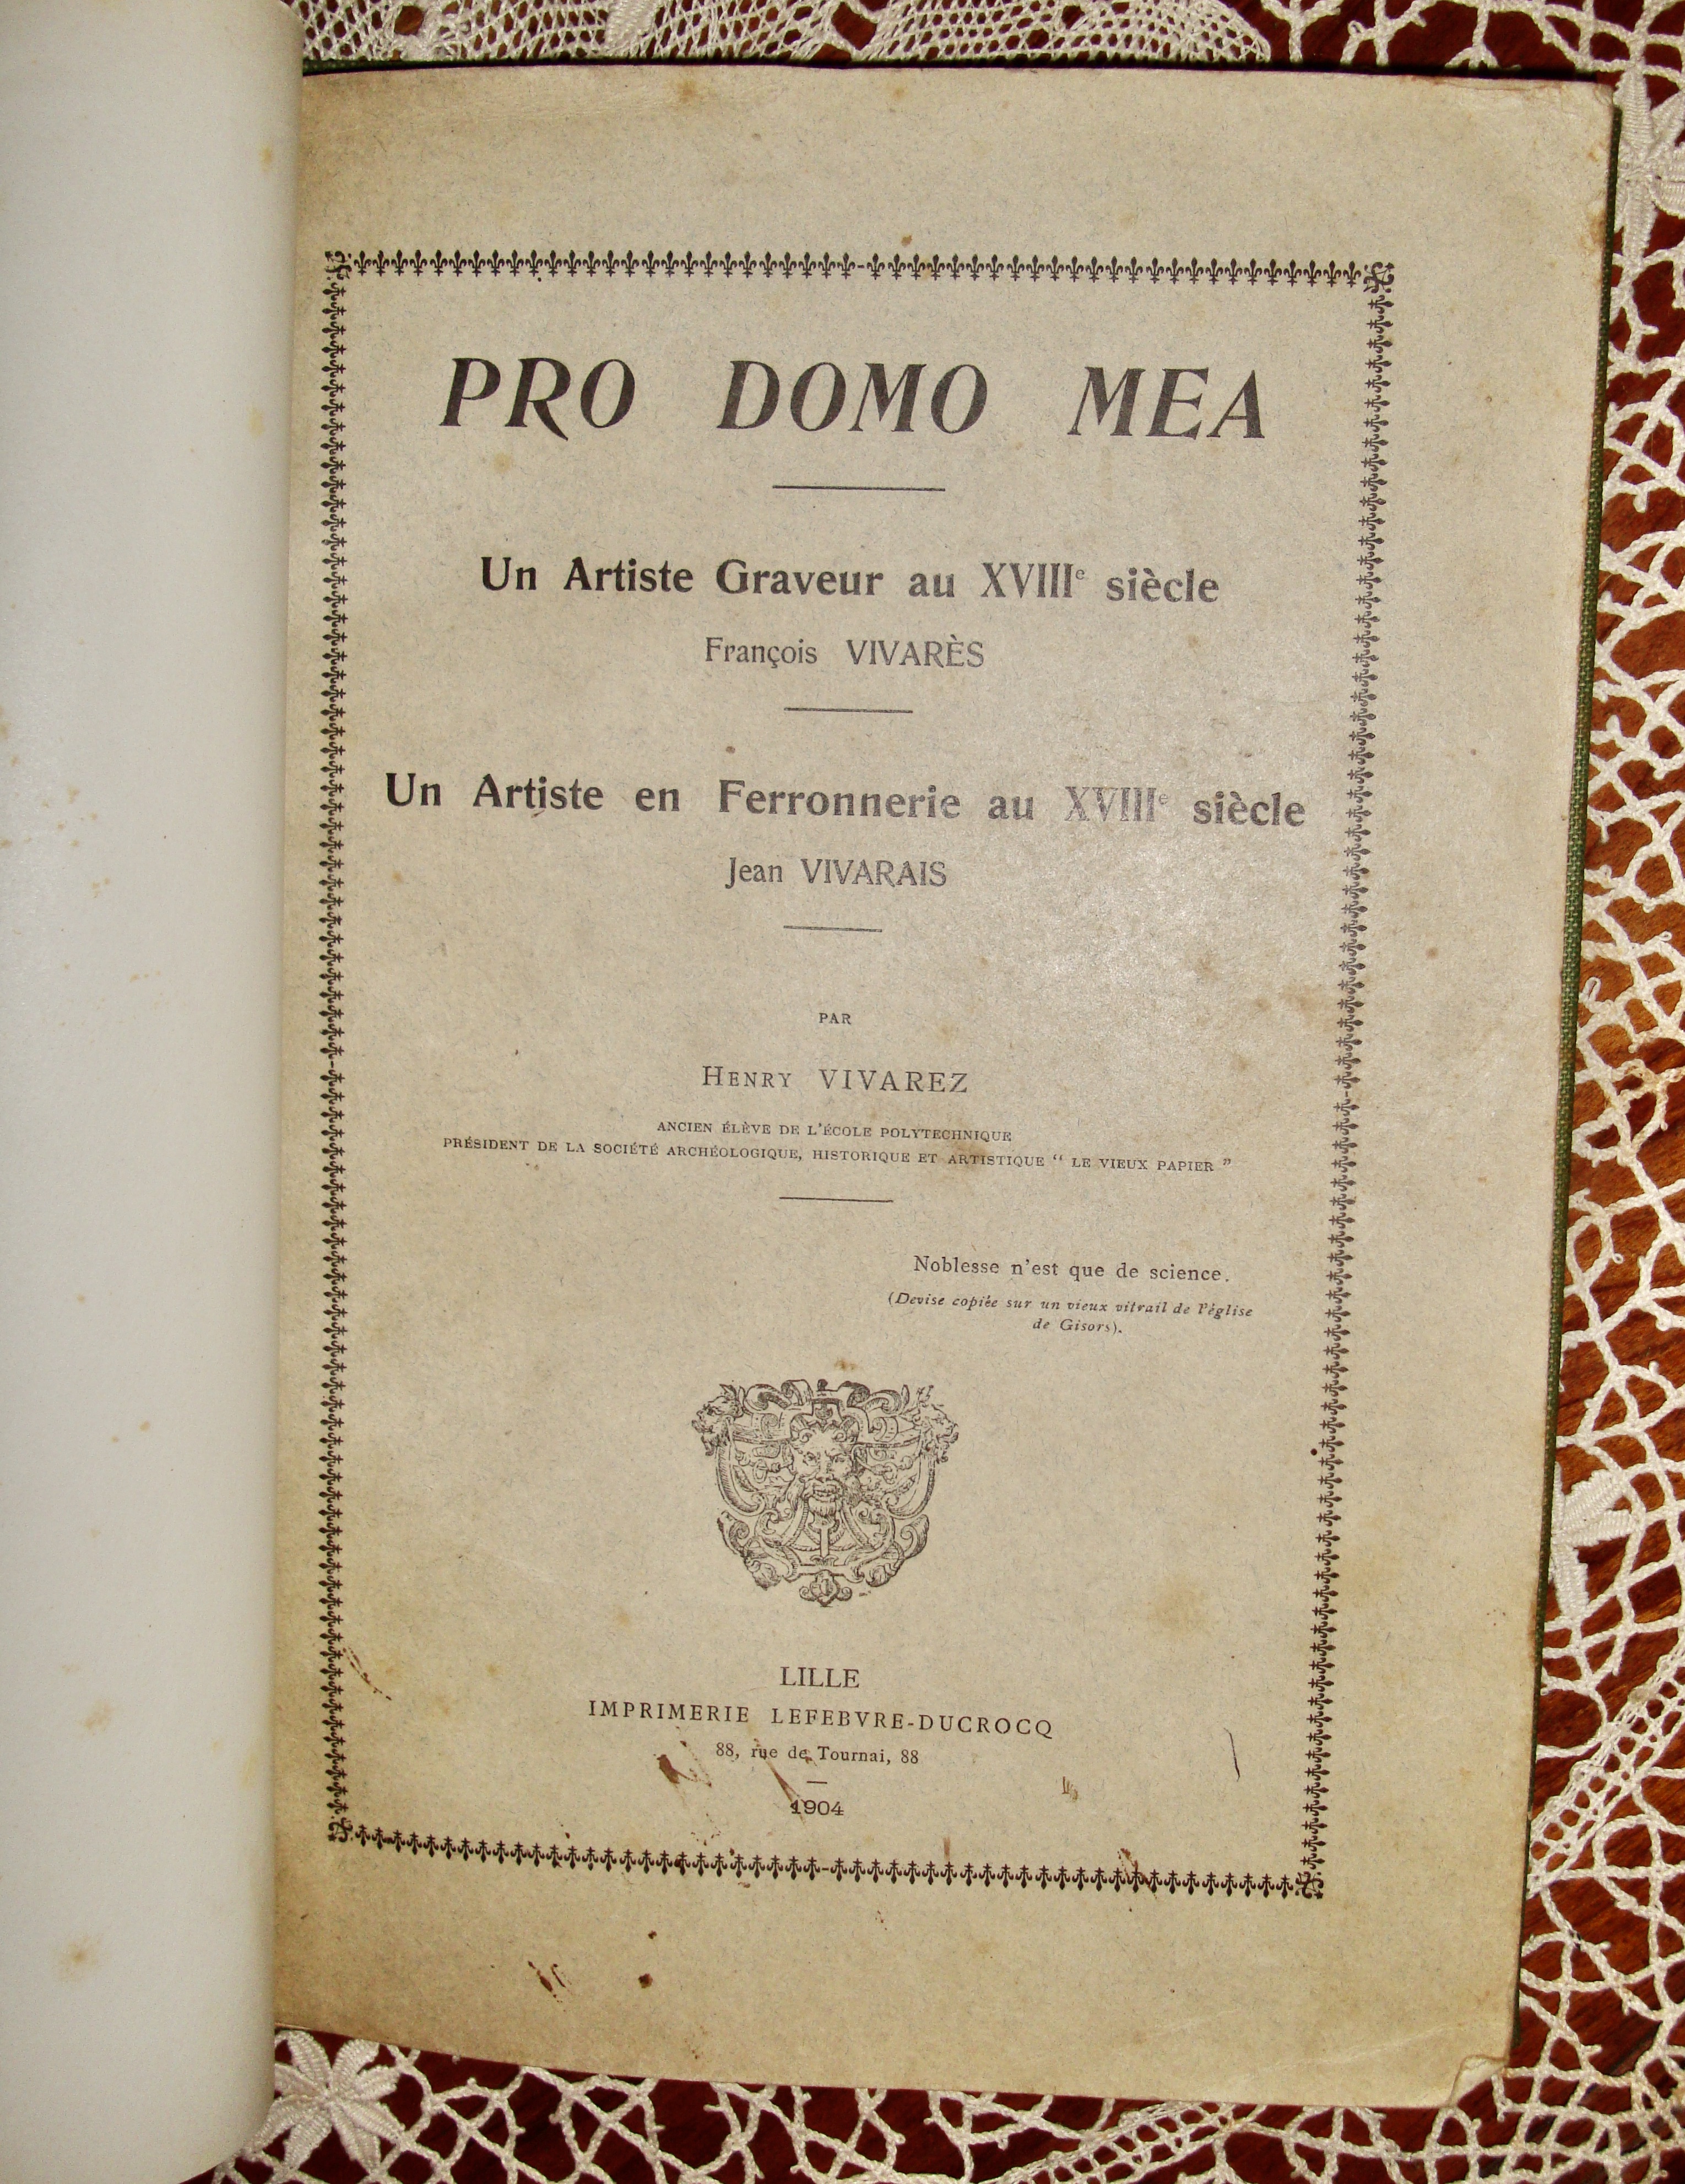 PRO DOMO MEA
Un Artiste Graveur au XVIIIe siècle
François VIVARÈS
Un Artiste en Ferronnerie au XVIIIe siècle
Jean VIVARAIS
PAR
HENRY VIVAREZ
ANCIEN ÉLÈVE DE L'ÉCOLE POLYTECHNIQUE
PRÉSIDENT DE LA SOCIÉTÉ ARCHÉOLOGIQUE, HISTORIQUE ET ARTISTIQUE “ LE VIEUX PAPIER ”
Noblesse n'est que de science.
(Devise copiée sur un vieux vitrail de l'église
de Gisors).
LILLE
IMPRIMERIE LEFEBVRE-DUCROCQ
88, rue de Tournai, 88
1904